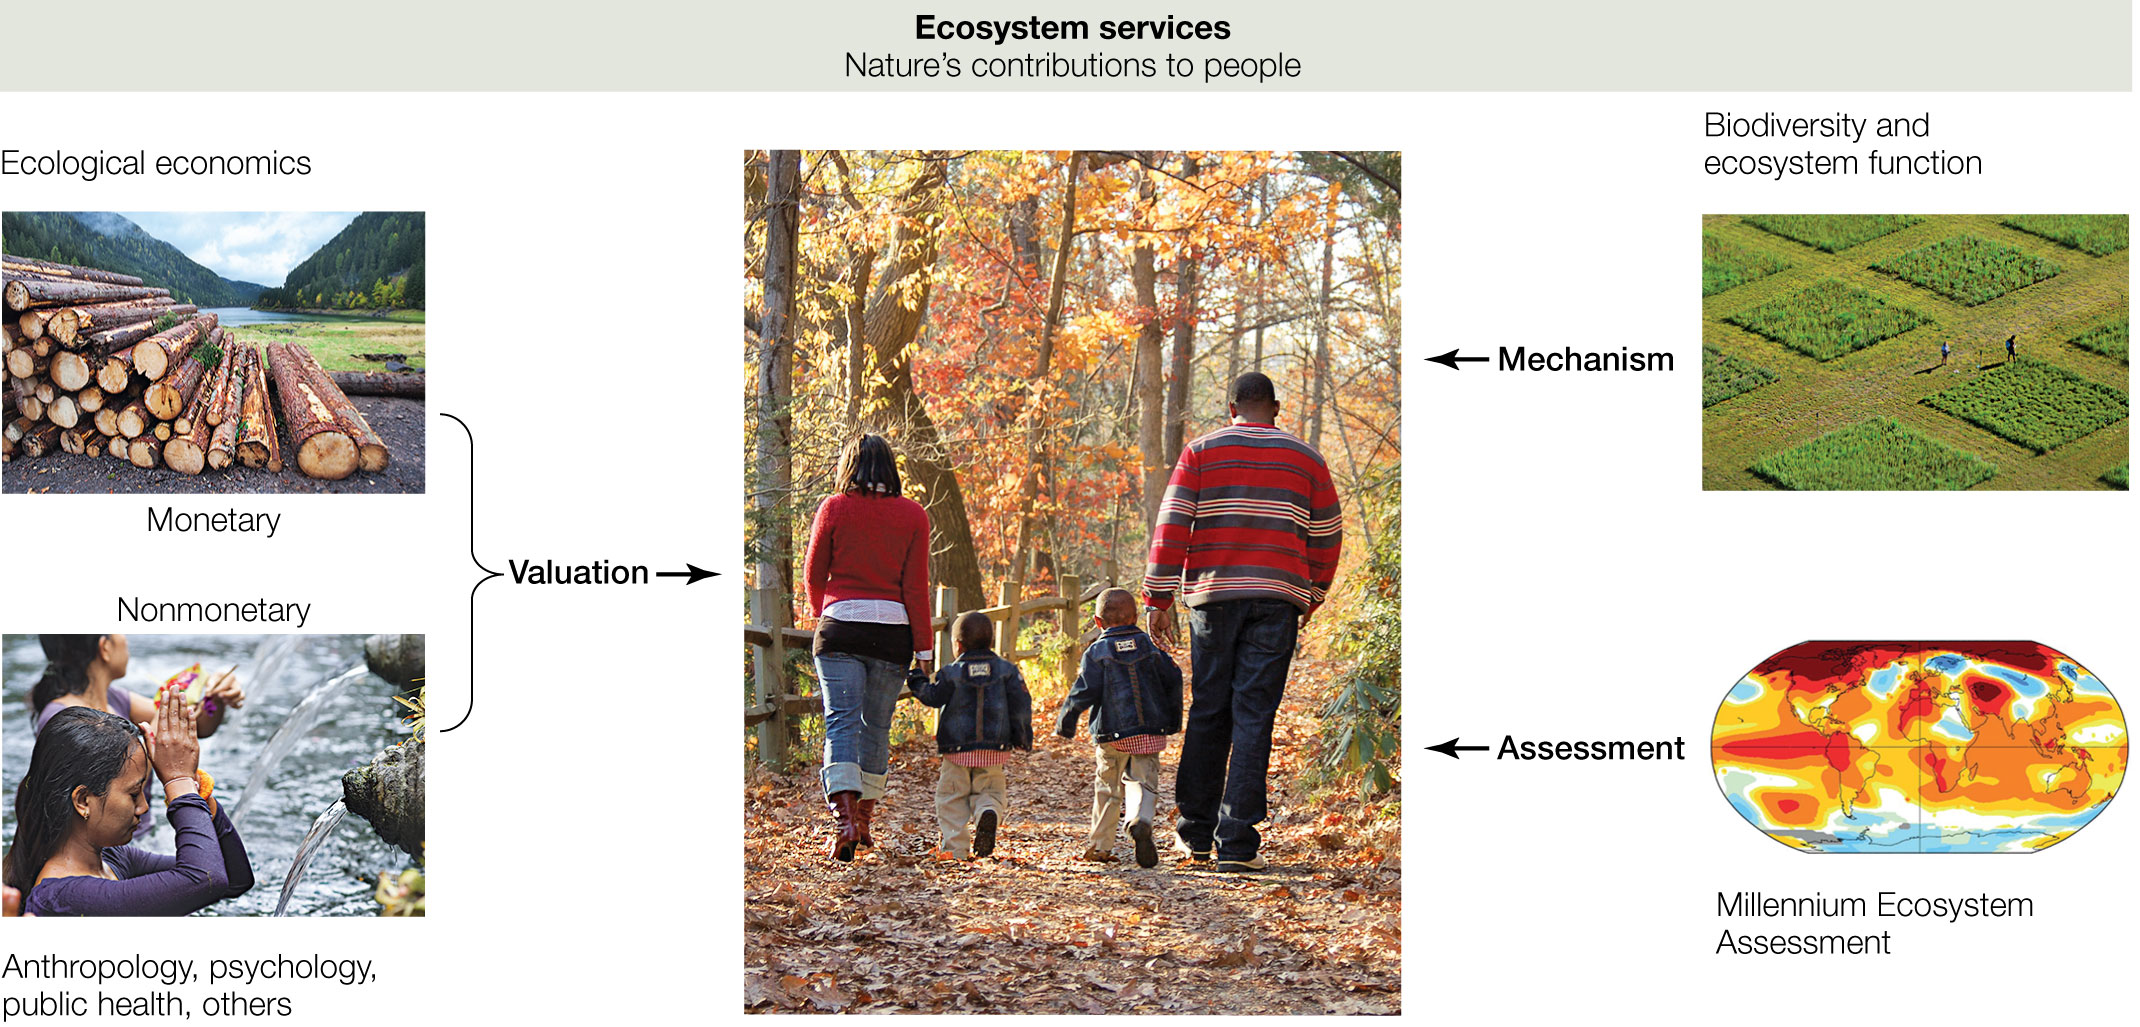 Ecosystem services
Nature’s contributions to people
Ecological economics
Monetary
Nonmonetary
Anthropology, psychology,
public health, others
Valuation
Biodiversity and
ecosystem function
Mechanism
Assessment
Millennium Ecosystem
Assessment